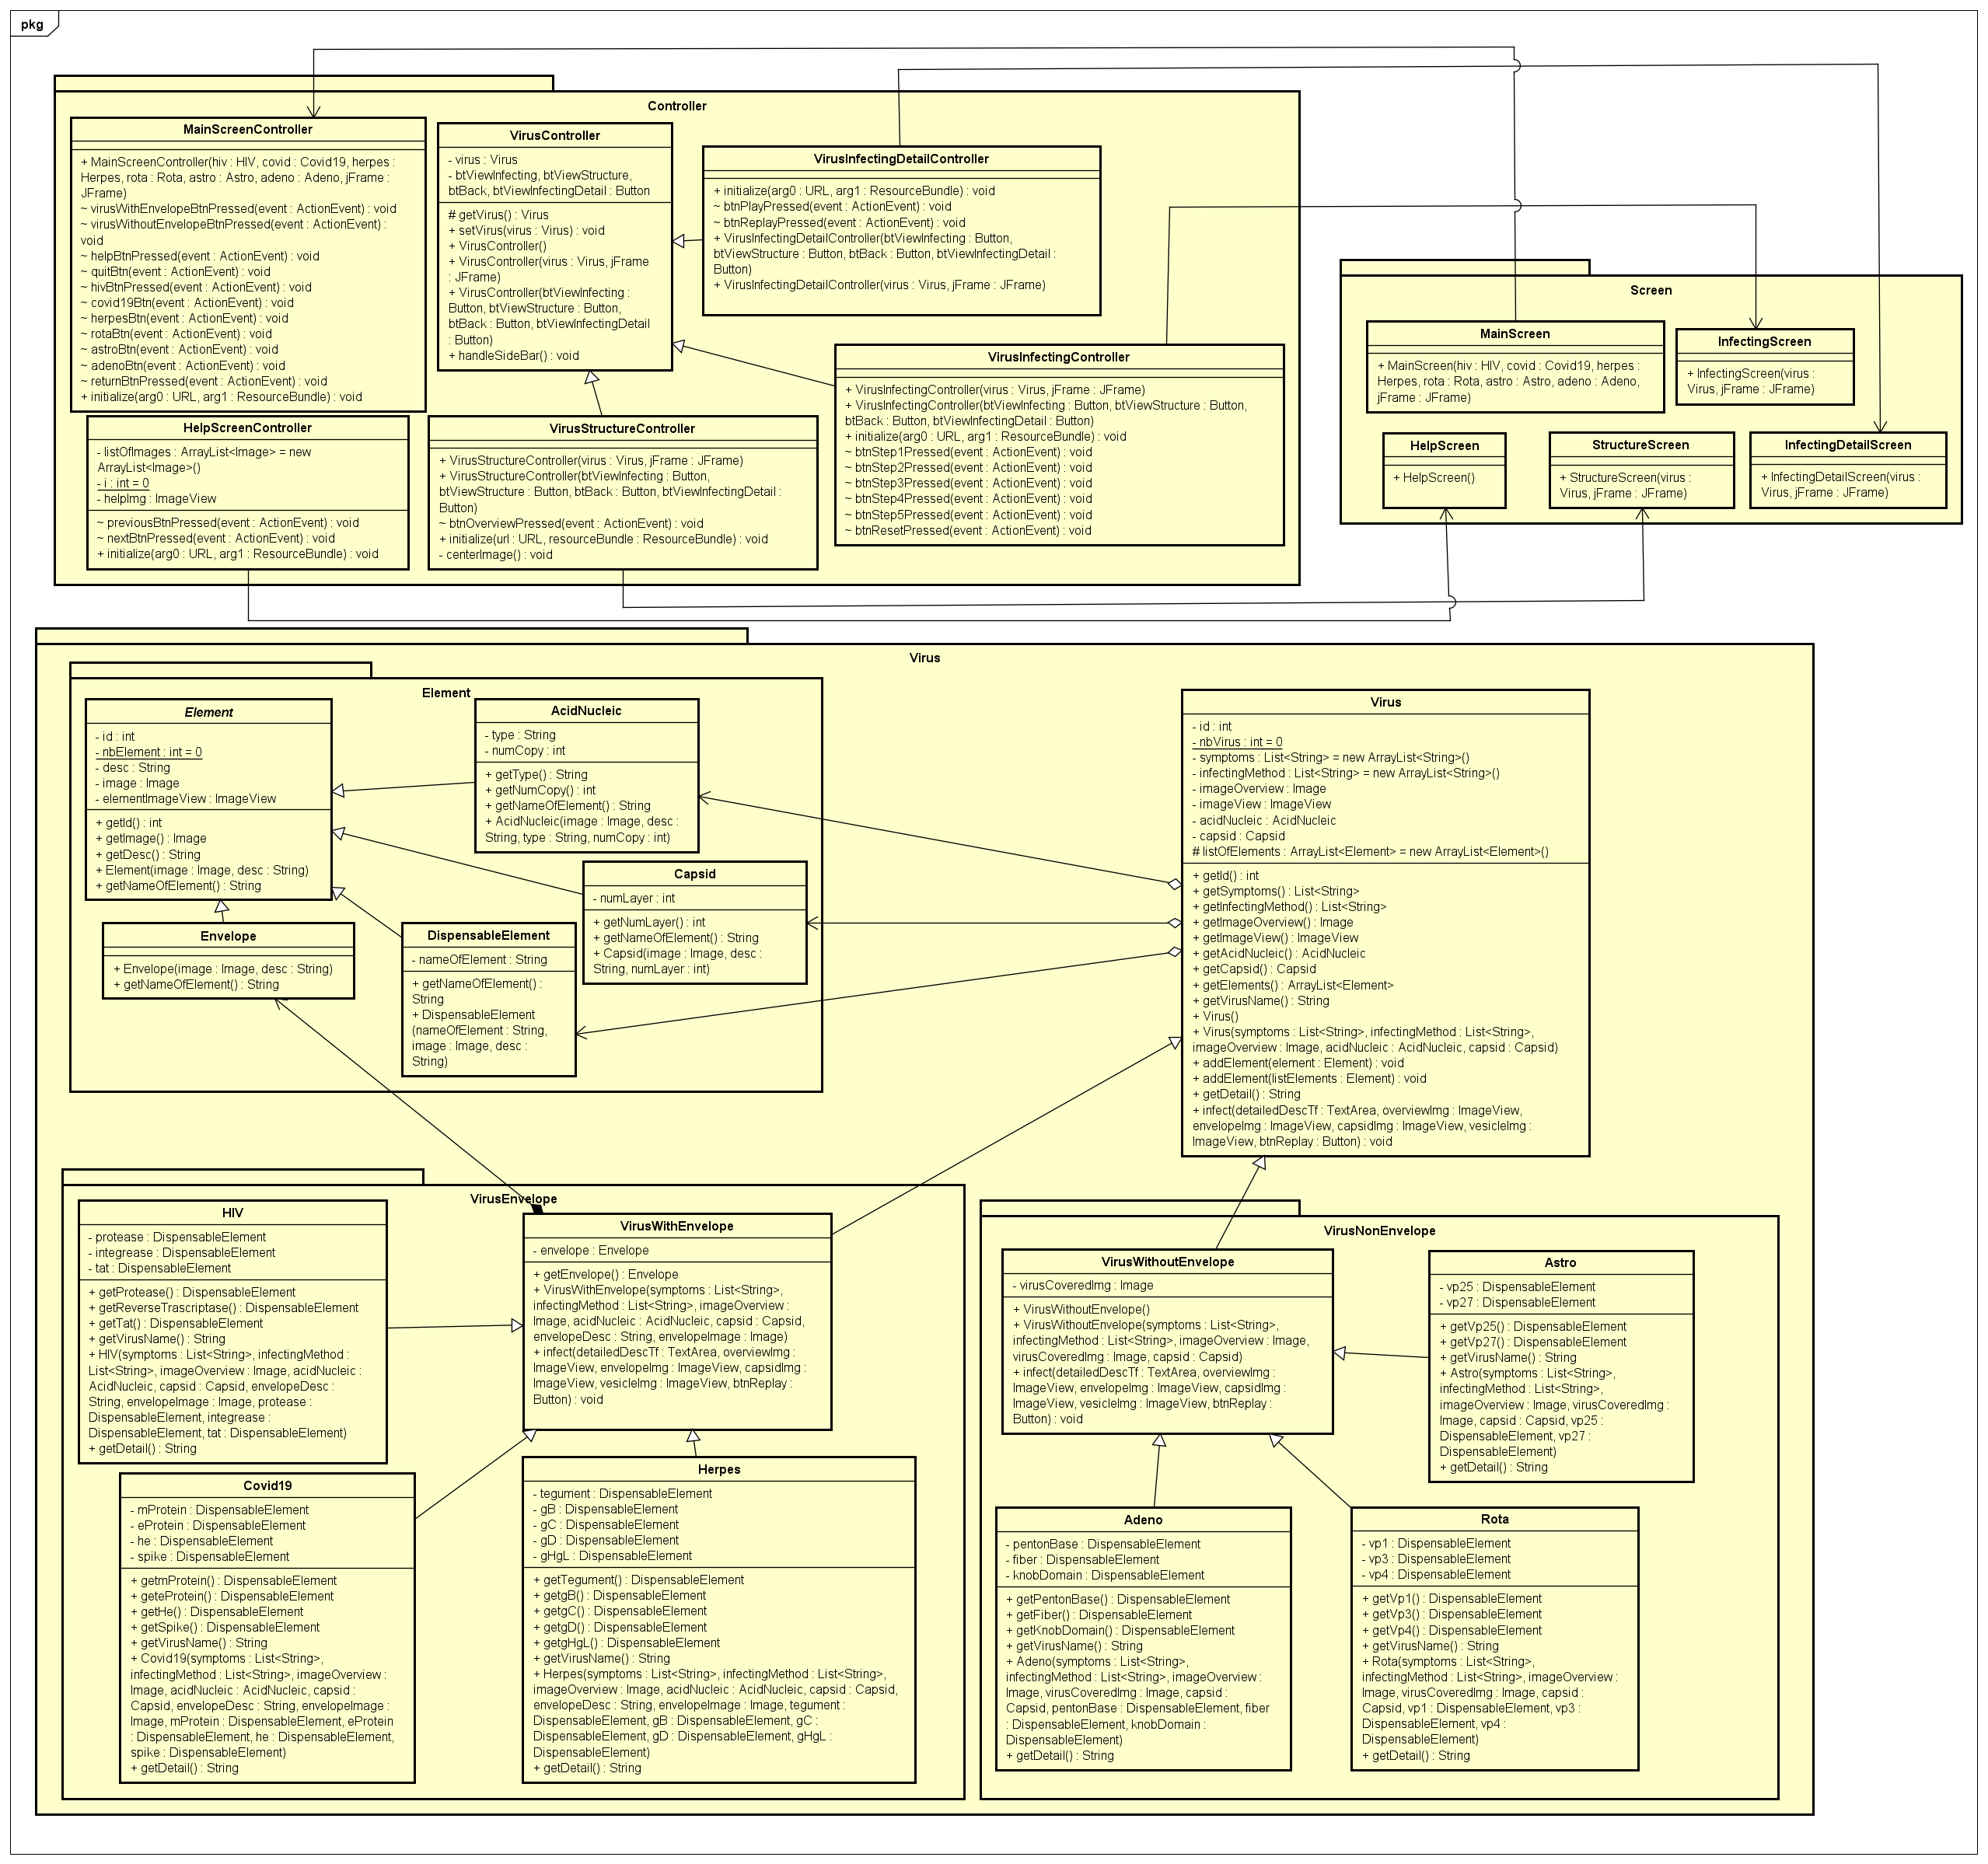 pkg
Controller
MainScreenController
+ MainScreenController(hiv : HIV, covid : Covid19, herpes :
Herpes, rota : Rota, astro : Astro, adeno : Adeno, jFrame :
JFrame)
~ virusWithEnvelopeBtnPressed(event : ActionEvent) : void
~ virusWithoutEnvelopeBtnPressed(event : ActionEvent) :
void
~ helpBtnPressed(event : ActionEvent) : void
~ quitBtn(event : ActionEvent) : void
~ hivBtnPressed(event : ActionEvent) : void
~ covid19Btn(event : ActionEvent) : void
~ herpesBtn(event : ActionEvent) : void
~ rotaBtn(event : ActionEvent) : void
~ astroBtn(event : ActionEvent) : void
~ adenoBtn(event : ActionEvent) : void
~ returnBtnPressed(event : ActionEvent) : void
+ initialize(arg0 : URL, arg1 : ResourceBundle) : void
VirusController
- virus : Virus
- btViewInfecting, btViewStructure,
btBack, btViewInfectingDetail : Button
# getVirus() : Virus
+ setVirus(virus : Virus) : void
+ VirusController()
+ VirusController(virus : Virus, jFrame
: JFrame)
+ VirusController(btViewInfecting :
Button, btViewStructure : Button,
btBack : Button, btViewInfectingDetail
: Button)
+ handleSideBar() : void
VirusInfectingDetailController
+ initialize(arg0 : URL, arg1 : ResourceBundle) : void
~ btnPlayPressed(event : ActionEvent) : void
~ btnReplayPressed(event : ActionEvent) : void
+ VirusInfectingDetailController(btViewInfecting : Button,
btViewStructure : Button, btBack : Button, btViewInfectingDetail :
Button)
+ VirusInfectingDetailController(virus : Virus, jFrame : JFrame)
VirusInfectingController
+ VirusInfectingController(virus : Virus, jFrame : JFrame)
+ VirusInfectingController(btViewInfecting : Button, btViewStructure : Button,
btBack : Button, btViewInfectingDetail : Button)
+ initialize(arg0 : URL, arg1 : ResourceBundle) : void
~ btnStep1Pressed(event : ActionEvent) : void
~ btnStep2Pressed(event : ActionEvent) : void
~ btnStep3Pressed(event : ActionEvent) : void
~ btnStep4Pressed(event : ActionEvent) : void
~ btnStep5Pressed(event : ActionEvent) : void
~ btnResetPressed(event : ActionEvent) : void
HelpScreenController
- listOfImages : ArrayList<Image> = new
ArrayList<Image>()
- i : int = 0
- helpImg : ImageView
~ previousBtnPressed(event : ActionEvent) : void
~ nextBtnPressed(event : ActionEvent) : void
+ initialize(arg0 : URL, arg1 : ResourceBundle) : void
VirusStructureController
+ VirusStructureController(virus : Virus, jFrame : JFrame)
+ VirusStructureController(btViewInfecting : Button,
btViewStructure : Button, btBack : Button, btViewInfectingDetail :
Button)
~ btnOverviewPressed(event : ActionEvent) : void
+ initialize(url : URL, resourceBundle : ResourceBundle) : void
- centerImage() : void
Screen
MainScreen
+ MainScreen(hiv : HIV, covid : Covid19, herpes :
Herpes, rota : Rota, astro : Astro, adeno : Adeno,
jFrame : JFrame)
InfectingScreen
+ InfectingScreen(virus :
Virus, jFrame : JFrame)
HelpScreen
+ HelpScreen()
StructureScreen
+ StructureScreen(virus :
Virus, jFrame : JFrame)
InfectingDetailScreen
+ InfectingDetailScreen(virus :
Virus, jFrame : JFrame)
Virus
Element
Element
- id : int
- nbElement : int = 0
- desc : String
- image : Image
- elementImageView : ImageView
+ getId() : int
+ getImage() : Image
+ getDesc() : String
+ Element(image : Image, desc : String)
+ getNameOfElement() : String
AcidNucleic
- type : String
- numCopy : int
+ getType() : String
+ getNumCopy() : int
+ getNameOfElement() : String
+ AcidNucleic(image : Image, desc :
String, type : String, numCopy : int)
Capsid
- numLayer : int
+ getNumLayer() : int
+ getNameOfElement() : String
+ Capsid(image : Image, desc :
String, numLayer : int)
Envelope
+ Envelope(image : Image, desc : String)
+ getNameOfElement() : String
DispensableElement
- nameOfElement : String
+ getNameOfElement() :
String
+ DispensableElement
(nameOfElement : String,
image : Image, desc :
String)
Virus
- id : int
- nbVirus : int = 0
- symptoms : List<String> = new ArrayList<String>()
- infectingMethod : List<String> = new ArrayList<String>()
- imageOverview : Image
- imageView : ImageView
- acidNucleic : AcidNucleic
- capsid : Capsid
# listOfElements : ArrayList<Element> = new ArrayList<Element>()
+ getId() : int
+ getSymptoms() : List<String>
+ getInfectingMethod() : List<String>
+ getImageOverview() : Image
+ getImageView() : ImageView
+ getAcidNucleic() : AcidNucleic
+ getCapsid() : Capsid
+ getElements() : ArrayList<Element>
+ getVirusName() : String
+ Virus()
+ Virus(symptoms : List<String>, infectingMethod : List<String>,
imageOverview : Image, acidNucleic : AcidNucleic, capsid : Capsid)
+ addElement(element : Element) : void
+ addElement(listElements : Element) : void
+ getDetail() : String
+ infect(detailedDescTf : TextArea, overviewImg : ImageView,
envelopeImg : ImageView, capsidImg : ImageView, vesicleImg :
ImageView, btnReplay : Button) : void
VirusEnvelope
HIV
- protease : DispensableElement
- integrease : DispensableElement
- tat : DispensableElement
+ getProtease() : DispensableElement
+ getReverseTrascriptase() : DispensableElement
+ getTat() : DispensableElement
+ getVirusName() : String
+ HIV(symptoms : List<String>, infectingMethod :
List<String>, imageOverview : Image, acidNucleic :
AcidNucleic, capsid : Capsid, envelopeDesc :
String, envelopeImage : Image, protease :
DispensableElement, integrease :
DispensableElement, tat : DispensableElement)
+ getDetail() : String
VirusWithEnvelope
- envelope : Envelope
+ getEnvelope() : Envelope
+ VirusWithEnvelope(symptoms : List<String>,
infectingMethod : List<String>, imageOverview :
Image, acidNucleic : AcidNucleic, capsid : Capsid,
envelopeDesc : String, envelopeImage : Image)
+ infect(detailedDescTf : TextArea, overviewImg :
ImageView, envelopeImg : ImageView, capsidImg :
ImageView, vesicleImg : ImageView, btnReplay :
Button) : void
Covid19
- mProtein : DispensableElement
- eProtein : DispensableElement
- he : DispensableElement
- spike : DispensableElement
+ getmProtein() : DispensableElement
+ geteProtein() : DispensableElement
+ getHe() : DispensableElement
+ getSpike() : DispensableElement
+ getVirusName() : String
+ Covid19(symptoms : List<String>,
infectingMethod : List<String>, imageOverview :
Image, acidNucleic : AcidNucleic, capsid :
Capsid, envelopeDesc : String, envelopeImage :
Image, mProtein : DispensableElement, eProtein
: DispensableElement, he : DispensableElement,
spike : DispensableElement)
+ getDetail() : String
Herpes
- tegument : DispensableElement
- gB : DispensableElement
- gC : DispensableElement
- gD : DispensableElement
- gHgL : DispensableElement
+ getTegument() : DispensableElement
+ getgB() : DispensableElement
+ getgC() : DispensableElement
+ getgD() : DispensableElement
+ getgHgL() : DispensableElement
+ getVirusName() : String
+ Herpes(symptoms : List<String>, infectingMethod : List<String>,
imageOverview : Image, acidNucleic : AcidNucleic, capsid : Capsid,
envelopeDesc : String, envelopeImage : Image, tegument :
DispensableElement, gB : DispensableElement, gC :
DispensableElement, gD : DispensableElement, gHgL :
DispensableElement)
+ getDetail() : String
VirusNonEnvelope
VirusWithoutEnvelope
- virusCoveredImg : Image
+ VirusWithoutEnvelope()
+ VirusWithoutEnvelope(symptoms : List<String>,
infectingMethod : List<String>, imageOverview : Image,
virusCoveredImg : Image, capsid : Capsid)
+ infect(detailedDescTf : TextArea, overviewImg :
ImageView, envelopeImg : ImageView, capsidImg :
ImageView, vesicleImg : ImageView, btnReplay :
Button) : void
Astro
- vp25 : DispensableElement
- vp27 : DispensableElement
+ getVp25() : DispensableElement
+ getVp27() : DispensableElement
+ getVirusName() : String
+ Astro(symptoms : List<String>,
infectingMethod : List<String>,
imageOverview : Image, virusCoveredImg :
Image, capsid : Capsid, vp25 :
DispensableElement, vp27 :
DispensableElement)
+ getDetail() : String
Adeno
- pentonBase : DispensableElement
- fiber : DispensableElement
- knobDomain : DispensableElement
+ getPentonBase() : DispensableElement
+ getFiber() : DispensableElement
+ getKnobDomain() : DispensableElement
+ getVirusName() : String
+ Adeno(symptoms : List<String>,
infectingMethod : List<String>, imageOverview :
Image, virusCoveredImg : Image, capsid :
Capsid, pentonBase : DispensableElement, fiber
: DispensableElement, knobDomain :
DispensableElement)
+ getDetail() : String
Rota
- vp1 : DispensableElement
- vp3 : DispensableElement
- vp4 : DispensableElement
+ getVp1() : DispensableElement
+ getVp3() : DispensableElement
+ getVp4() : DispensableElement
+ getVirusName() : String
+ Rota(symptoms : List<String>,
infectingMethod : List<String>, imageOverview :
Image, virusCoveredImg : Image, capsid :
Capsid, vp1 : DispensableElement, vp3 :
DispensableElement, vp4 :
DispensableElement)
+ getDetail() : String